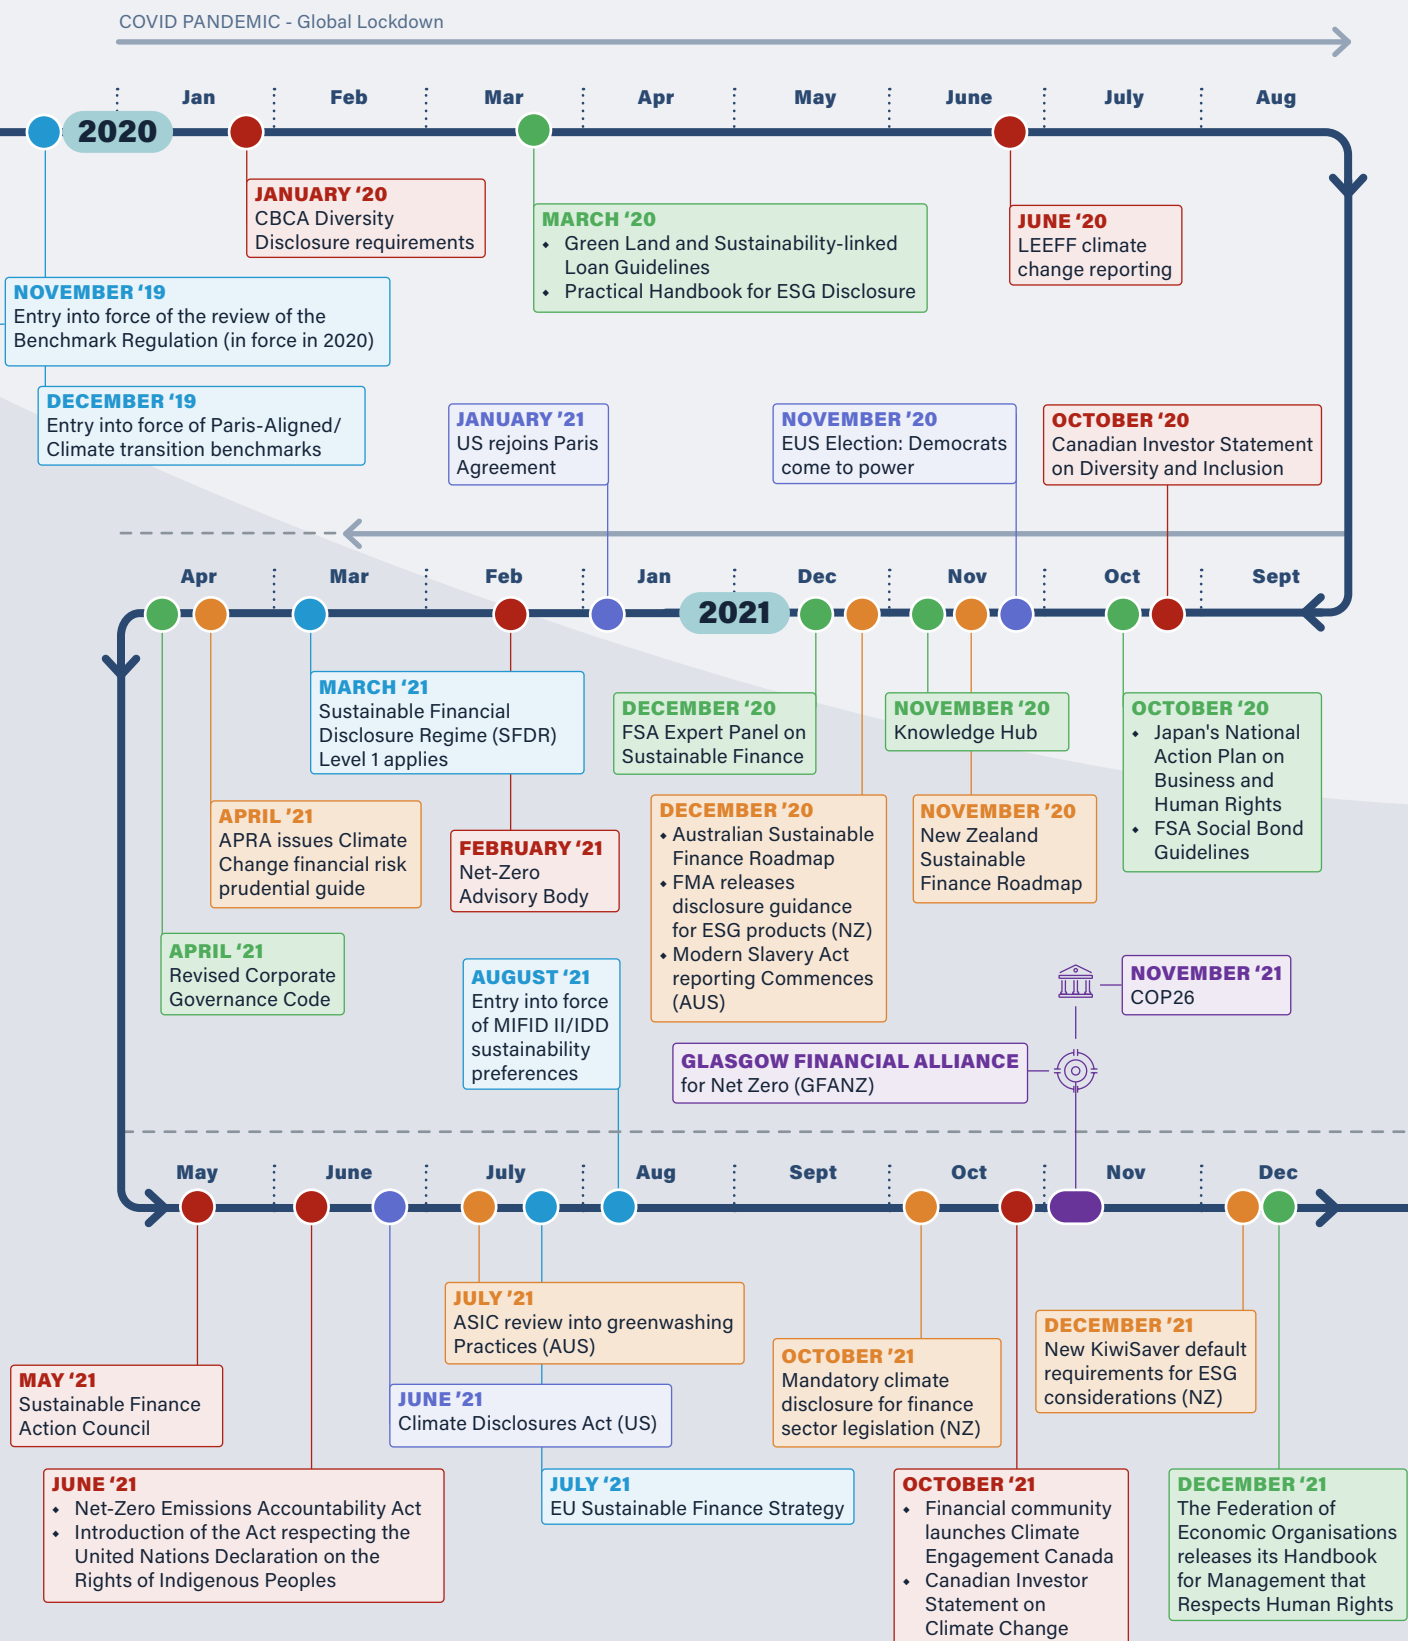 COVID PANDEMIC - Global Lockdown
Jan
Feb
Mar
Apr
May
June
July
Aug
2020
JANUARY ‘20
CBCA Diversity
Disclosure requirements
MARCH ‘20
• Green Land and Sustainability-linked
Loan Guidelines
• Practical Handbook for ESG Disclosure
JUNE ‘20
LEEFF climate
change reporting
NOVEMBER ‘19
Entry into force of the review of the
Benchmark Regulation (in force in 2020)
DECEMBER ‘19
Entry into force of Paris-Aligned/
Climate transition benchmarks
JANUARY ‘21
US rejoins Paris
Agreement
NOVEMBER ‘20
EUS Election: Democrats
come to power
OCTOBER ‘20
Canadian Investor Statement
on Diversity and Inclusion
Apr
Mar
Feb
Jan
Dec
Nov
Oct
Sept
2021
MARCH ‘21
Sustainable Financial
Disclosure Regime (SFDR)
Level 1 applies
DECEMBER ‘20
FSA Expert Panel on
Sustainable Finance
NOVEMBER ‘20
Knowledge Hub
OCTOBER ‘20
• Japan's National
Action Plan on
Business and
Human Rights
• FSA Social Bond
Guidelines
APRIL ‘21
APRA issues Climate
Change financial risk
prudential guide
FEBRUARY ‘21
Net-Zero
Advisory Body
DECEMBER ‘20
• Australian Sustainable
Finance Roadmap
• FMA releases
disclosure guidance
for ESG products (NZ)
• Modern Slavery Act
reporting Commences
(AUS)
NOVEMBER ‘20
New Zealand
Sustainable
Finance Roadmap
APRIL ‘21
Revised Corporate
Governance Code
AUGUST ‘21
Entry into force
of MIFID II/IDD
sustainability
preferences
NOVEMBER ‘21
COP26
GLASGOW FINANCIAL ALLIANCE
for Net Zero (GFANZ)
May
June
July
Aug
Sept
Oct
Nov
Dec
JULY ‘21
ASIC review into greenwashing
Practices (AUS)
DECEMBER ‘21
New KiwiSaver default
requirements for ESG
considerations (NZ)
OCTOBER ‘21
Mandatory climate
disclosure for finance
sector legislation (NZ)
MAY ‘21
Sustainable Finance
Action Council
JUNE ‘21
Climate Disclosures Act (US)
JUNE ‘21
• Net-Zero Emissions Accountability Act
• Introduction of the Act respecting the
United Nations Declaration on the
Rights of Indigenous Peoples
JULY ‘21
EU Sustainable Finance Strategy
OCTOBER ‘21
• Financial community
launches Climate
Engagement Canada
• Canadian Investor
Statement on
Climate Change
DECEMBER ‘21
The Federation of
Economic Organisations
releases its Handbook
for Management that
Respects Human Rights